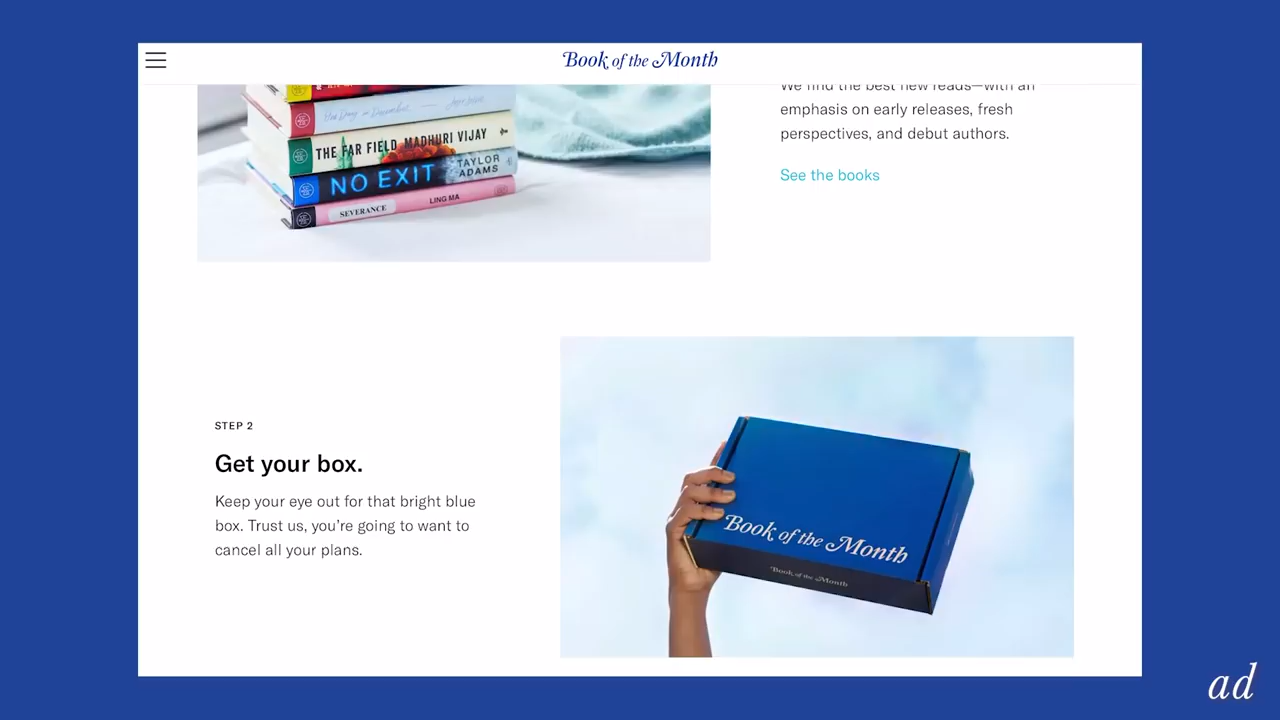 Book of the Month
We find the best new reads—with an
emphasis on early releases, fresh
perspectives, and debut authors.
See the books
THE FAR FIELD MADHURI VIJAY
NO EXIT TAYLOR ADAMS
SEVERANCE LING MA
STEP 2
Get your box.
Keep your eye out for that bright blue
box. Trust us, you're going to want to
cancel all your plans.
Book of the Month
Book of the Month
ad